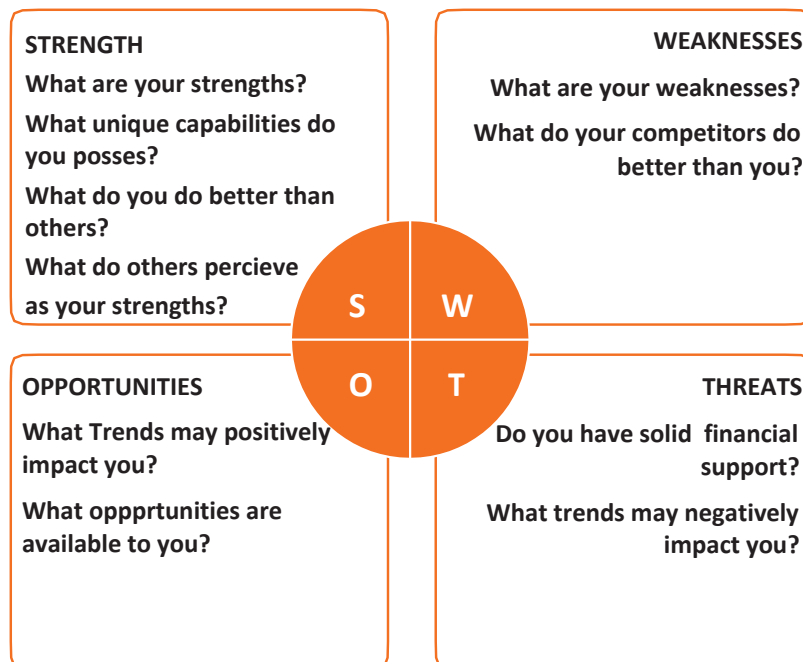 STRENGTH
What are your strengths?
What unique capabilities do
you posses?
What do you do better than
others?
What do others percieve
as your strengths?
WEAKNESSES
What are your weaknesses?
What do your competitors do
better than you?
S
W
O
T
OPPORTUNITIES
What Trends may positively
impact you?
What oppprtunities are
available to you?
THREATS
Do you have solid financial
support?
What trends may negatively
impact you?